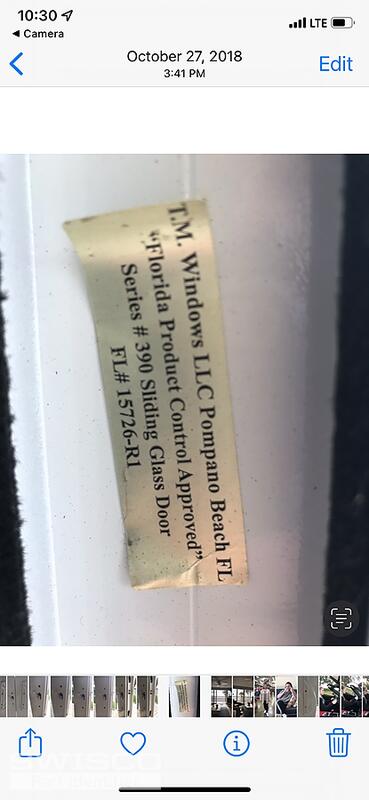 10:30
LTE
Camera
October 27, 2018
3:41 PM
Edit
T.M. Windows LLC Pompano Beach FL
“Florida Product Control Approved”
Series # 390 Sliding Glass Door
FL# 15726-R1
SWISCO